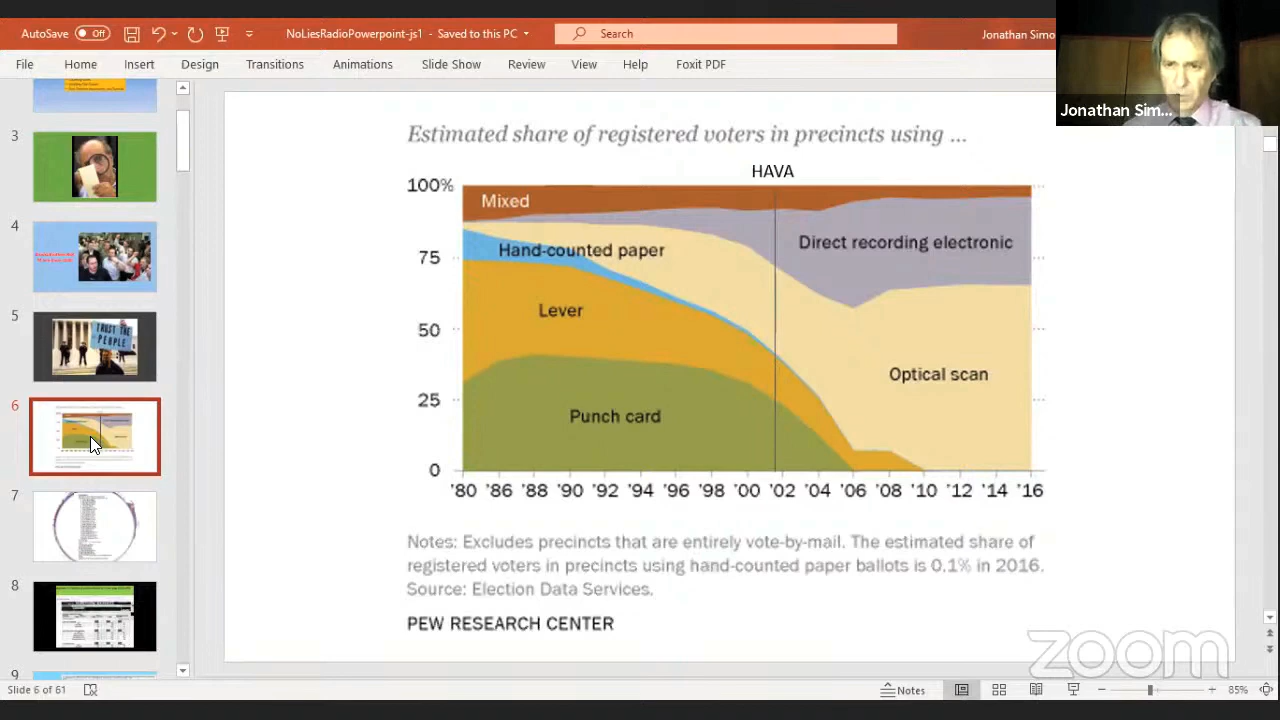 AutoSave Off NoLiesRadioPowerpoint-js1 - Saved to this PC Search Jonathan Simo
File Home Insert Design Transitions Animations Slide Show Review View Help Foxit PDF
Jonathan Sim...
3
4
5
TRUST THE
PEOPLE
6
7
8
9
Estimated share of registered voters in precincts using ...
HAVA
100%
75
50
25
0
Mixed
Direct recording electronic
Hand-counted paper
Lever
Optical scan
Punch card
'80 '86 '88 '90 '92 '94 '96 '98 '00 '02 '04 '06 '08 '10 '12 '14 '16
Notes: Excludes precincts that are entirely vote-by-mail. The estimated share of
registered voters in precincts using hand-counted paper ballots is 0.1% in 2016.
Source: Election Data Services.
PEW RESEARCH CENTER
zoom
Slide 6 of 61 Notes 85%